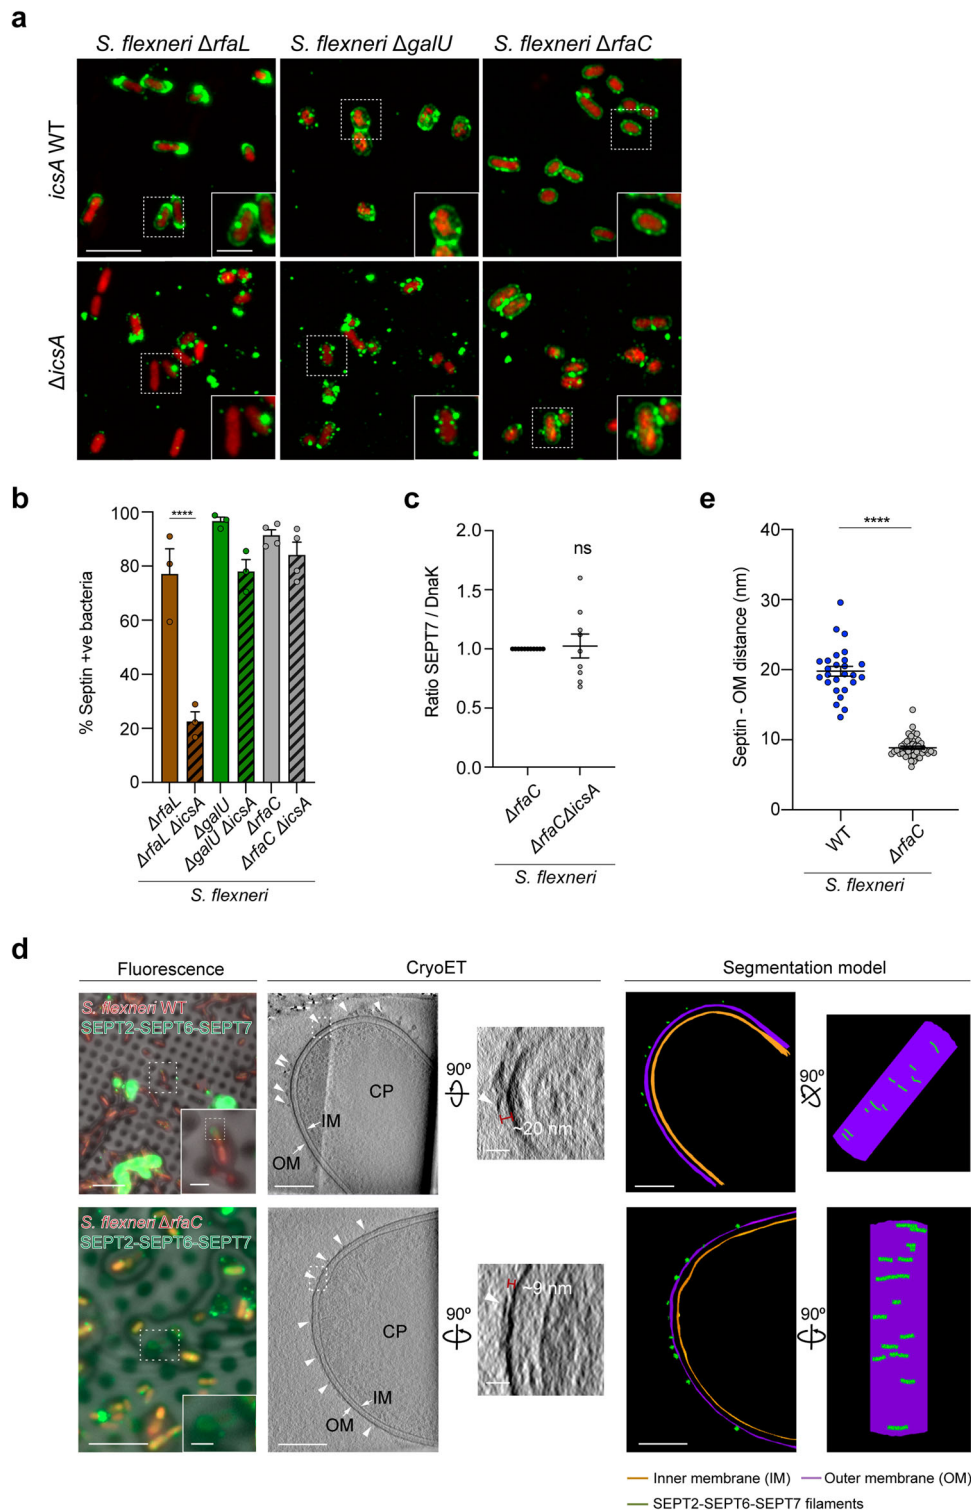 a
S. flexneri ΔrfaL
S. flexneri ΔgalU
S. flexneri ΔrfaC
icsA WT
ΔicsA
b
% Septin +ve bacteria
100
80
60
40
20
0
****
ΔrfaL
ΔrfaL ΔicsA
ΔgalU
ΔgalU ΔicsA
ΔrfaC
ΔrfaC ΔicsA
S. flexneri
c
Ratio SEPT7 / DnaK
2.0
1.5
1.0
0.5
0.0
ns
ΔrfaC
ΔrfaCΔicsA
S. flexneri
e
Septin - OM distance (nm)
40
30
20
10
0
****
WT
ΔrfaC
S. flexneri
d
Fluorescence
CryoET
Segmentation model
S. flexneri WT
SEPT2-SEPT6-SEPT7
CP
IM
OM
90º
~20 nm
90º
S. flexneri ΔrfaC
SEPT2-SEPT6-SEPT7
CP
IM
OM
90º
~9 nm
90º
Inner membrane (IM)
Outer membrane (OM)
SEPT2-SEPT6-SEPT7 filaments